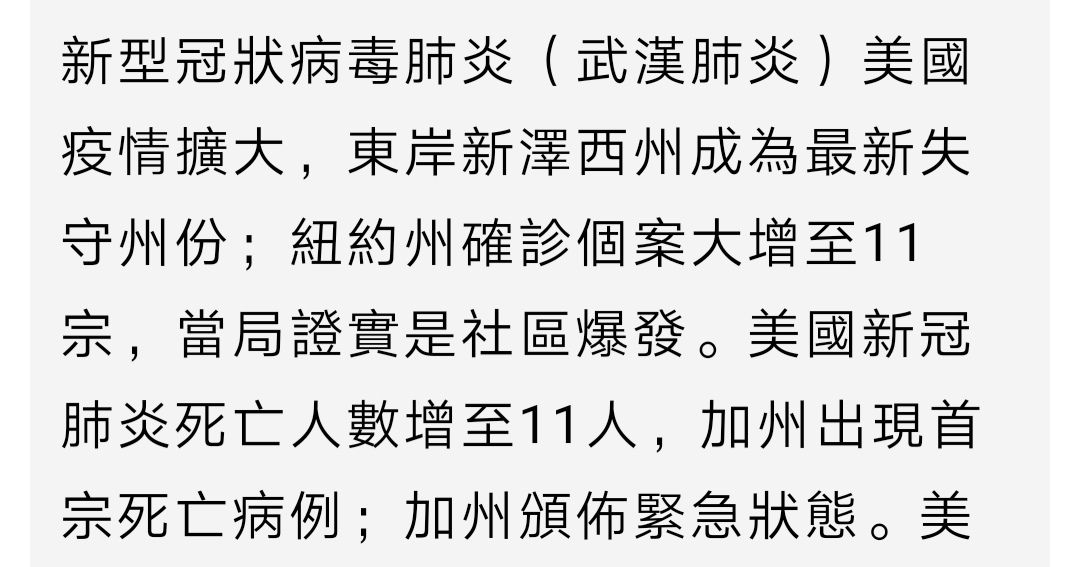 新型冠狀病毒肺炎（武漢肺炎）美國
疫情擴大，東岸新澤西州成為最新失
守州份；紐約州確診個案大增至11
宗，當局證實是社區爆發。美國新冠
肺炎死亡人數增至11人，加州出現首
宗死亡病例；加州頒佈緊急狀態。美